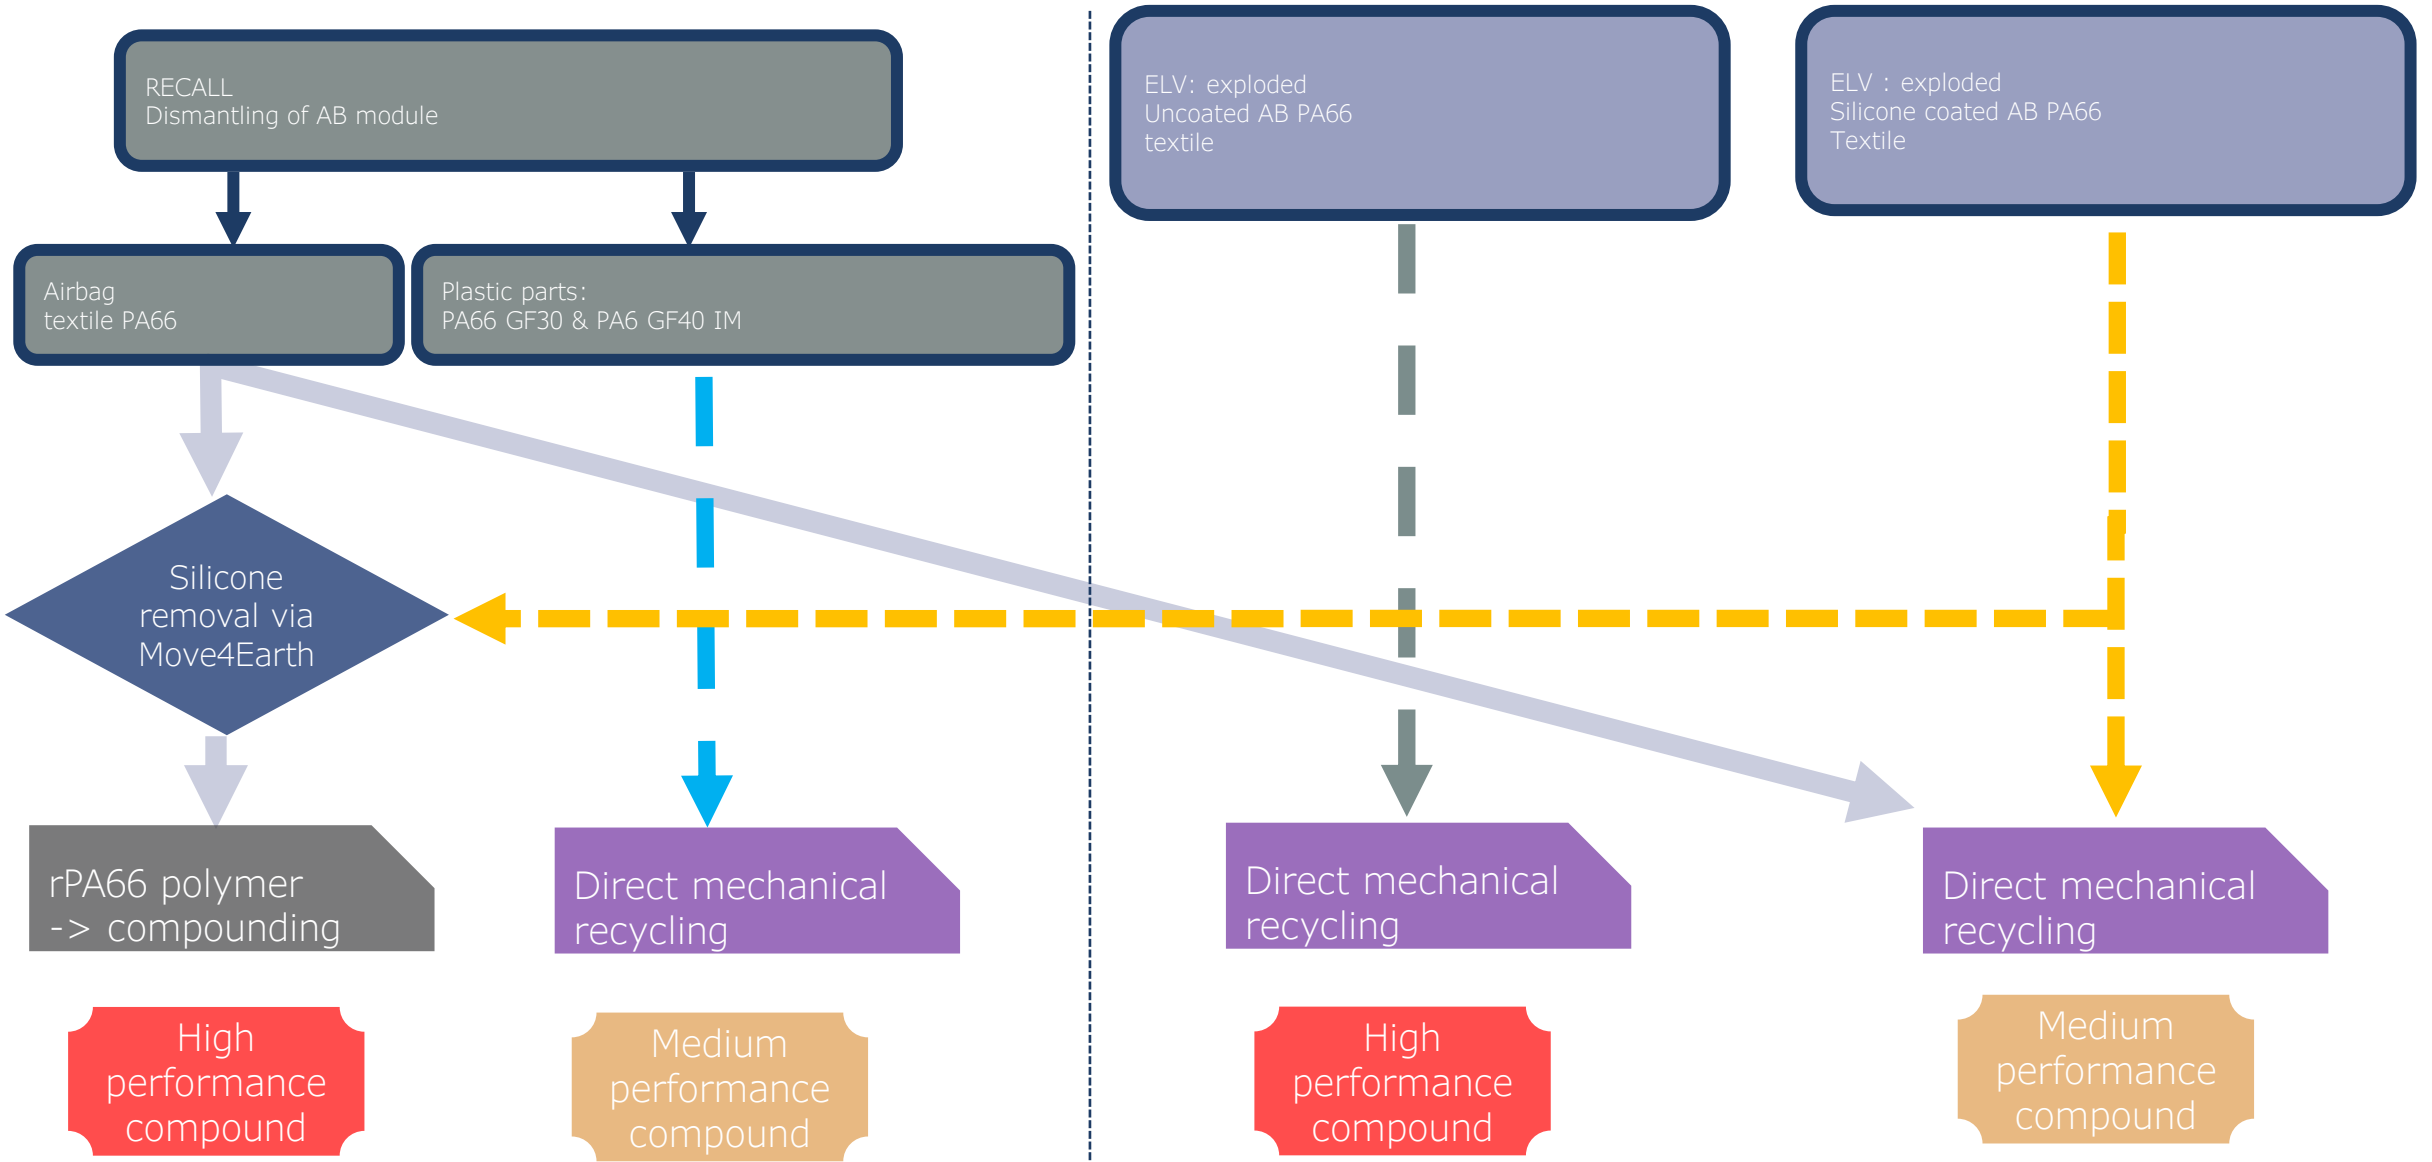 RECALL
Dismantling of AB module
ELV: exploded
Uncoated AB PA66
textile
ELV : exploded
Silicone coated AB PA66
Textile
Airbag
textile PA66
Plastic parts:
PA66 GF30 & PA6 GF40 IM
Silicone
removal via
Move4Earth
rPA66 polymer
-> compounding
Direct mechanical
recycling
Direct mechanical
recycling
Direct mechanical
recycling
High
performance
compound
Medium
performance
compound
High
performance
compound
Medium
performance
compound